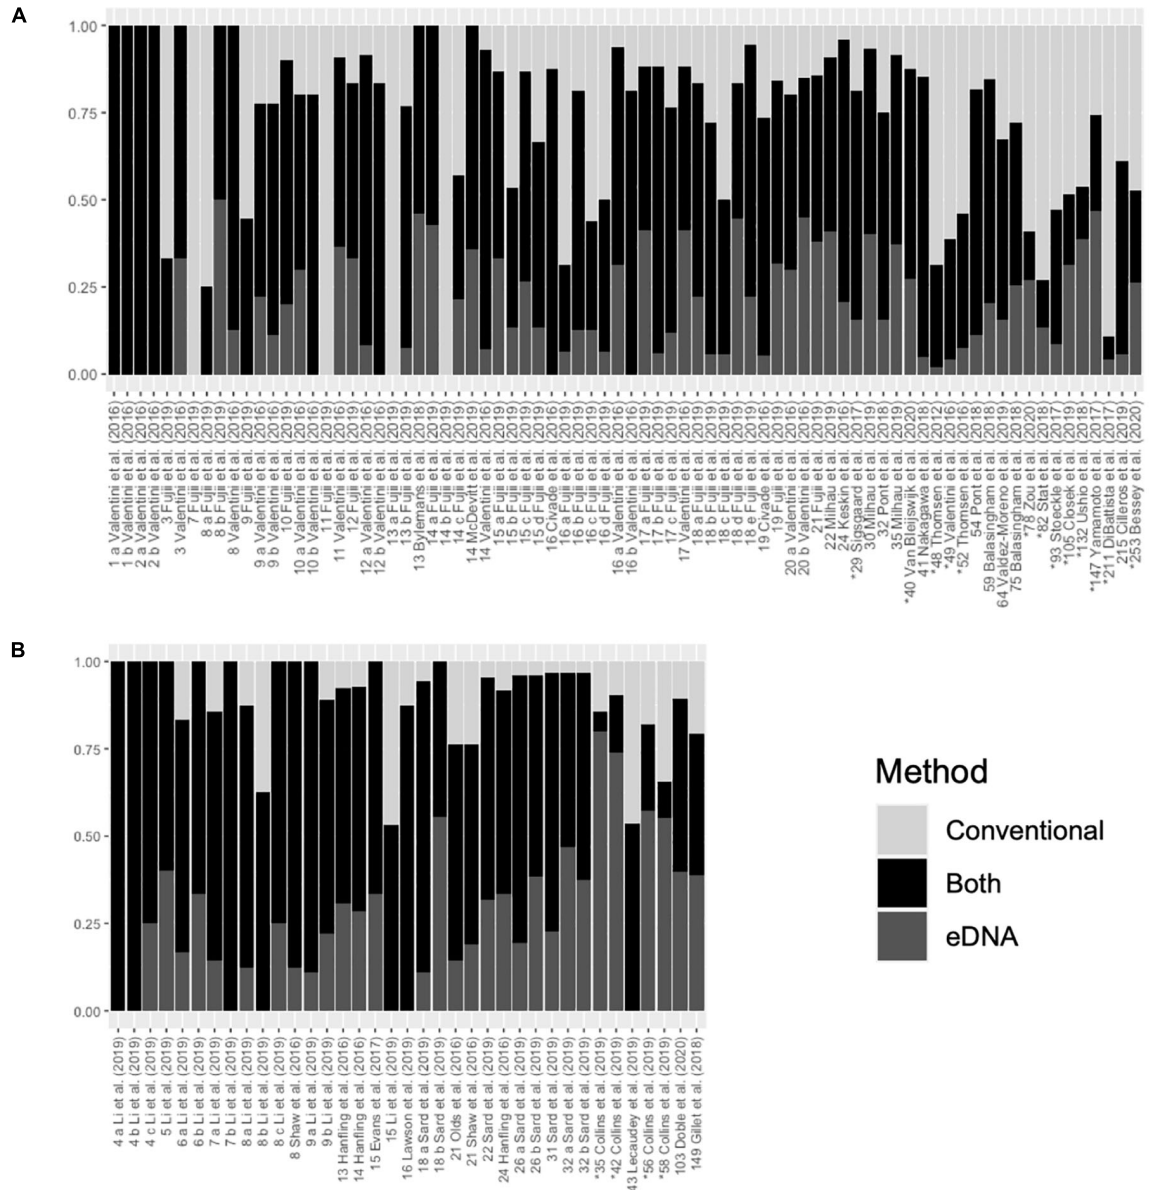 A
1.00
0.75
0.50
0.25
0.00
1 a Valentini et al. (2016)
1 b Valentini et al. (2016)
2 a Valentini et al. (2016)
2 b Valentini et al. (2016)
3 Fujii et al. (2019)
3 Valentini et al. (2016)
7 Fujii et al. (2019)
8 a Fujii et al. (2019)
8 b Fujii et al. (2019)
8 Valentini et al. (2016)
9 Fujii et al. (2019)
9 a Valentini et al. (2016)
9 b Valentini et al. (2016)
10 Fujii et al. (2019)
10 a Valentini et al. (2016)
10 b Valentini et al. (2016)
11 Fujii et al. (2019)
11 Valentini et al. (2016)
12 Fujii et al. (2019)
12 a Valentini et al. (2016)
12 b Valentini et al. (2016)
13 a Fujii et al. (2019)
13 b Fujii et al. (2019)
13 Bylemans et al. (2018)
14 a Fujii et al. (2019)
14 b Fujii et al. (2019)
14 c Fujii et al. (2019)
14 McDevitt et al. (2019)
14 Valentini et al. (2016)
15 a Fujii et al. (2019)
15 b Fujii et al. (2019)
15 c Fujii et al. (2019)
15 d Fujii et al. (2019)
16 Civade et al. (2016)
16 a Fujii et al. (2019)
16 b Fujii et al. (2019)
16 c Fujii et al. (2019)
16 d Fujii et al. (2019)
16 a Valentini et al. (2016)
16 b Valentini et al. (2016)
17 a Fujii et al. (2019)
17 b Fujii et al. (2019)
17 c Fujii et al. (2019)
17 Valentini et al. (2016)
18 a Fujii et al. (2019)
18 b Fujii et al. (2019)
18 c Fujii et al. (2019)
18 d Fujii et al. (2019)
18 e Fujii et al. (2019)
19 Civade et al. (2016)
19 Fujii et al. (2019)
20 a Valentini et al. (2016)
20 b Valentini et al. (2016)
21 Fujii et al. (2019)
22 Milhau et al. (2019)
24 Keskin et al. (2016)
*29 Sigsgaard et al. (2017)
30 Milhau et al. (2019)
32 Pont et al. (2018)
35 Milhau et al. (2019)
*40 Van Bleijswijk et al. (2020)
41 Nakagawa et al. (2018)
*48 Thomsen et al. (2012)
*49 Valentini et al. (2016)
*52 Thomsen et al. (2016)
54 Pont et al. (2018)
59 Balasingham et al. (2018)
64 Valdez-Moreno et al. (2019)
75 Balasingham et al. (2018)
*78 Zou et al. (2020)
*82 Stat et al. (2018)
*93 Stoeckle et al. (2017)
*105 Closek et al. (2019)
*132 Ushio et al. (2018)
*147 Yamamoto et al. (2017)
*211 DiBattista et al. (2017)
215 Cilleros et al. (2019)
*253 Bessey et al. (2020)
B
1.00
0.75
0.50
0.25
0.00
4 a Li et al. (2019)
4 b Li et al. (2019)
4 c Li et al. (2019)
5 Li et al. (2019)
6 a Li et al. (2019)
6 b Li et al. (2019)
7 a Li et al. (2019)
7 b Li et al. (2019)
8 a Li et al. (2019)
8 b Li et al. (2019)
8 c Li et al. (2019)
8 Shaw et al. (2016)
9 a Li et al. (2019)
9 b Li et al. (2019)
13 Hanfling et al. (2016)
14 Hanfling et al. (2016)
15 Evans et al. (2017)
15 Li et al. (2019)
16 Lawson et al. (2019)
18 a Sard et al. (2019)
18 b Sard et al. (2019)
21 Olds et al. (2016)
21 Shaw et al. (2016)
22 Sard et al. (2019)
24 Hanfling et al. (2016)
26 a Sard et al. (2019)
26 b Sard et al. (2019)
31 Sard et al. (2019)
32 a Sard et al. (2019)
32 b Sard et al. (2019)
*35 Collins et al. (2019)
*42 Collins et al. (2019)
43 Lecaudey et al. (2019)
*56 Collins et al. (2019)
*58 Collins et al. (2019)
103 Doble et al. (2020)
149 Gillet et al. (2018)
Method
Conventional
Both
eDNA